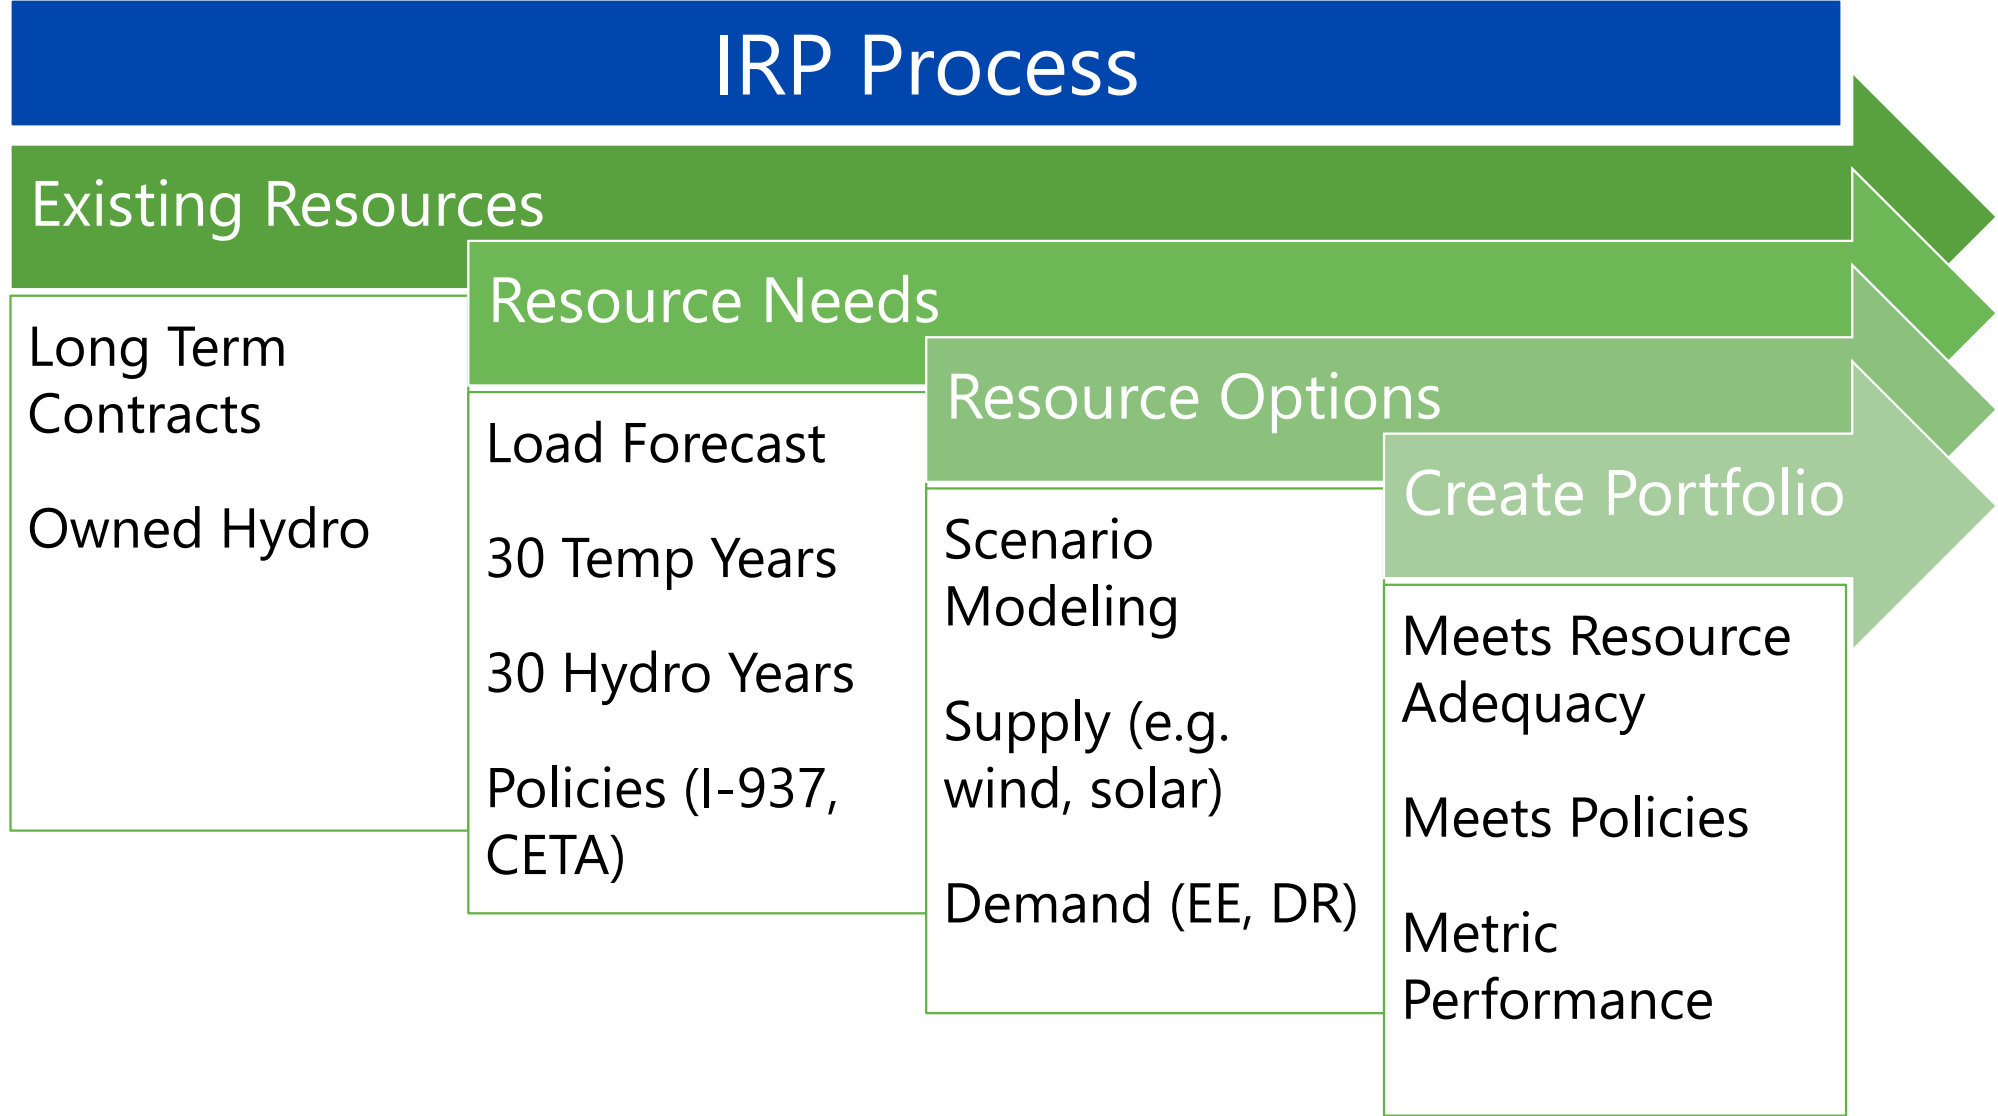 IRP Process
Existing Resources
Long Term
Contracts
Owned Hydro
Resource Needs
Load Forecast
30 Temp Years
30 Hydro Years
Policies (I-937,
CETA)
Resource Options
Scenario
Modeling
Supply (e.g.
wind, solar)
Demand (EE, DR)
Create Portfolio
Meets Resource
Adequacy
Meets Policies
Metric
Performance